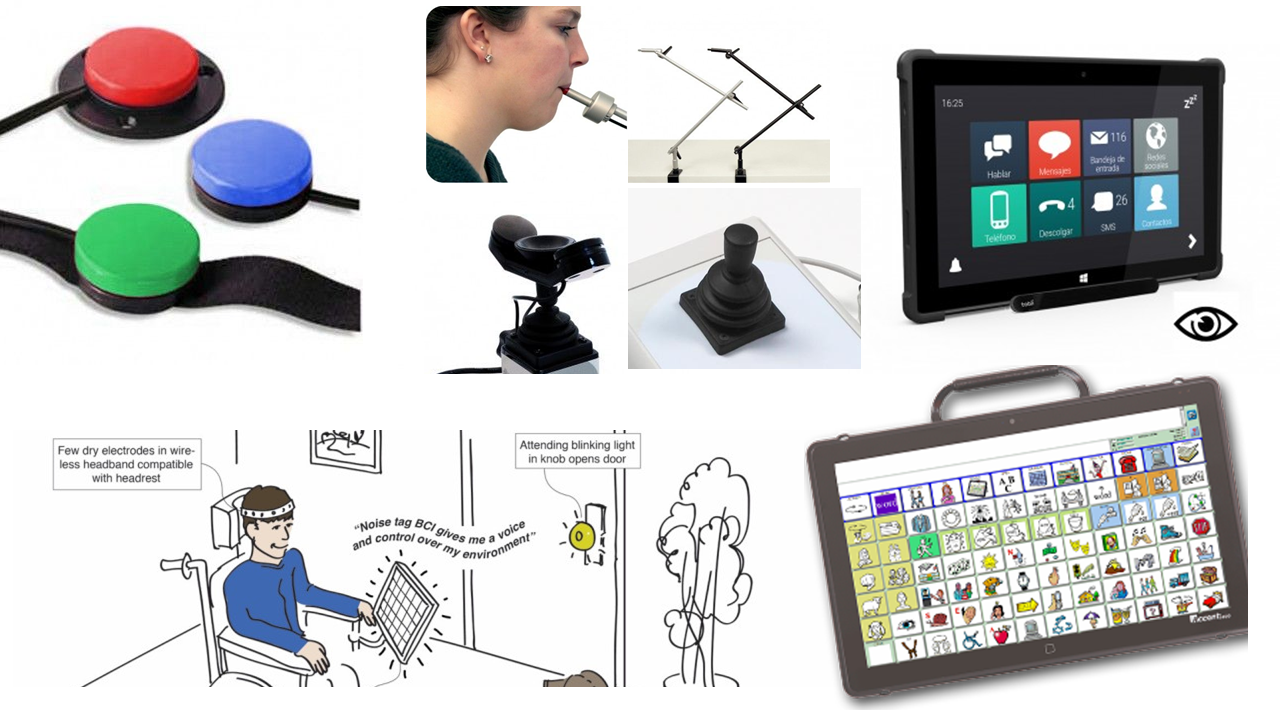 16:25
Hablar
Mensajes
116
Bandeja de
entrada
Redes
sociales
Teléfono
4
Descolgar
26
SMS
Contactos
tobii
Few dry electrodes in wire-
less headband compatible
with headrest
Attending blinking light
in knob opens door
“Noise tag BCI gives me a voice
and control over my environment”
A B
C